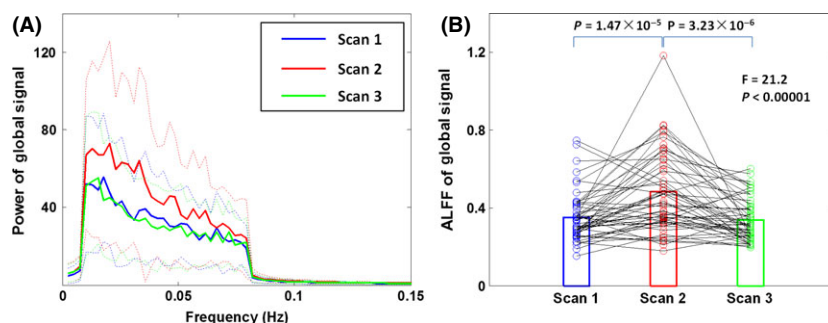 (A)
120
80
40
0
0.05
0.1
0.15
Power of global signal
Frequency (Hz)
Scan 1
Scan 2
Scan 3
(B)
P = 1.47×10⁻⁵ P = 3.23×10⁻⁶
F = 21.2
P < 0.00001
1.2
0.8
0.4
0
ALFF of global signal
Scan 1 Scan 2 Scan 3